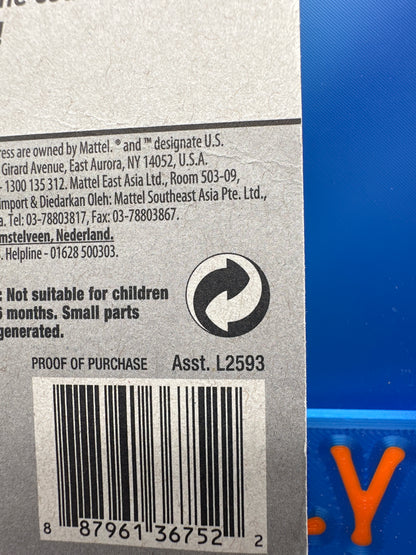 !
ress are owned by Mattel. ® and ™ designate U.S.
Girard Avenue, East Aurora, NY 14052, U.S.A.
- 1300 135 312. Mattel East Asia Ltd., Room 503-09,
import & Diedarkan Oleh: Mattel Southeast Asia Pte. Ltd.,
a. Tel: 03-78803817, Fax: 03-78803867.
mstelveen, Nederland.
. Helpline - 01628 500303.
: Not suitable for children
6 months. Small parts
generated.
PROOF OF PURCHASE Asst. L2593
8 87961 36752 2
.Y